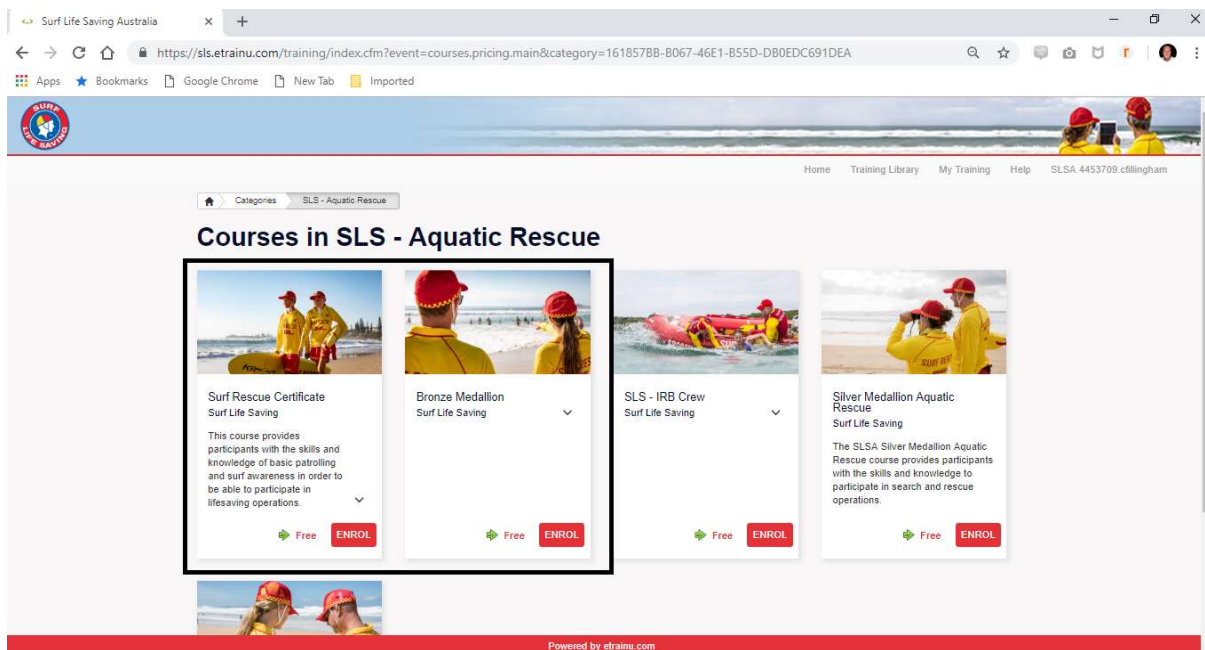 Surf Life Saving Australia
https://sls.etrainu.com/training/index.cfm?event=courses.pricing.main&category=161857BB-B067-46E1-B55D-DB0EDC691DEA
Apps Bookmarks Google Chrome New Tab Imported
SURF
LIFE SAVING
Home Training Library My Training Help SLSA.4453709.cfillingham
Categories SLS - Aquatic Rescue
Courses in SLS - Aquatic Rescue
Surf Rescue Certificate
Surf Life Saving
This course provides
participants with the skills and
knowledge of basic patrolling
and surf awareness in order to
be able to participate in
lifesaving operations.
Free ENROL
Bronze Medallion
Surf Life Saving
Free ENROL
SLS - IRB Crew
Surf Life Saving
Free ENROL
SURF RES
Silver Medallion Aquatic
Rescue
Surf Life Saving
The SLSA Silver Medallion Aquatic
Rescue course provides participants
with the skills and knowledge to
participate in search and rescue
operations.
Free ENROL
Powered by etrainu.com